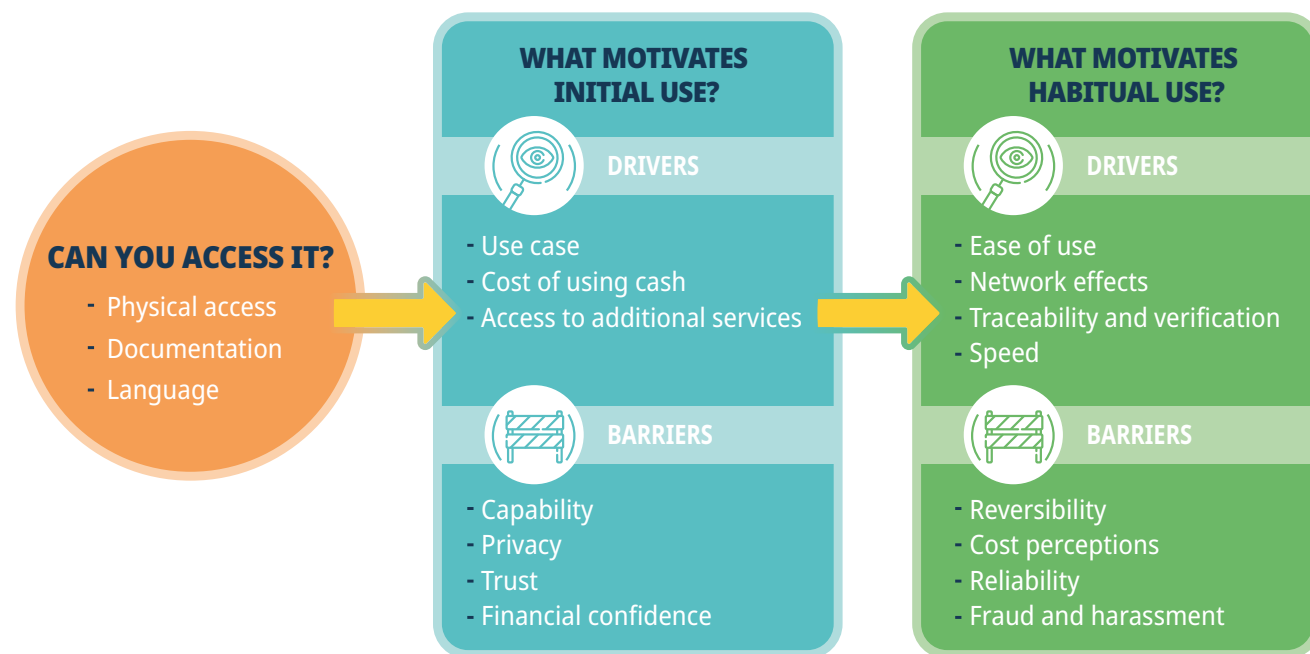 CAN YOU ACCESS IT?
- Physical access
- Documentation
- Language
WHAT MOTIVATES
INITIAL USE?
DRIVERS
- Use case
- Cost of using cash
- Access to additional services
BARRIERS
- Capability
- Privacy
- Trust
- Financial confidence
WHAT MOTIVATES
HABITUAL USE?
DRIVERS
- Ease of use
- Network effects
- Traceability and verification
- Speed
BARRIERS
- Reversibility
- Cost perceptions
- Reliability
- Fraud and harassment